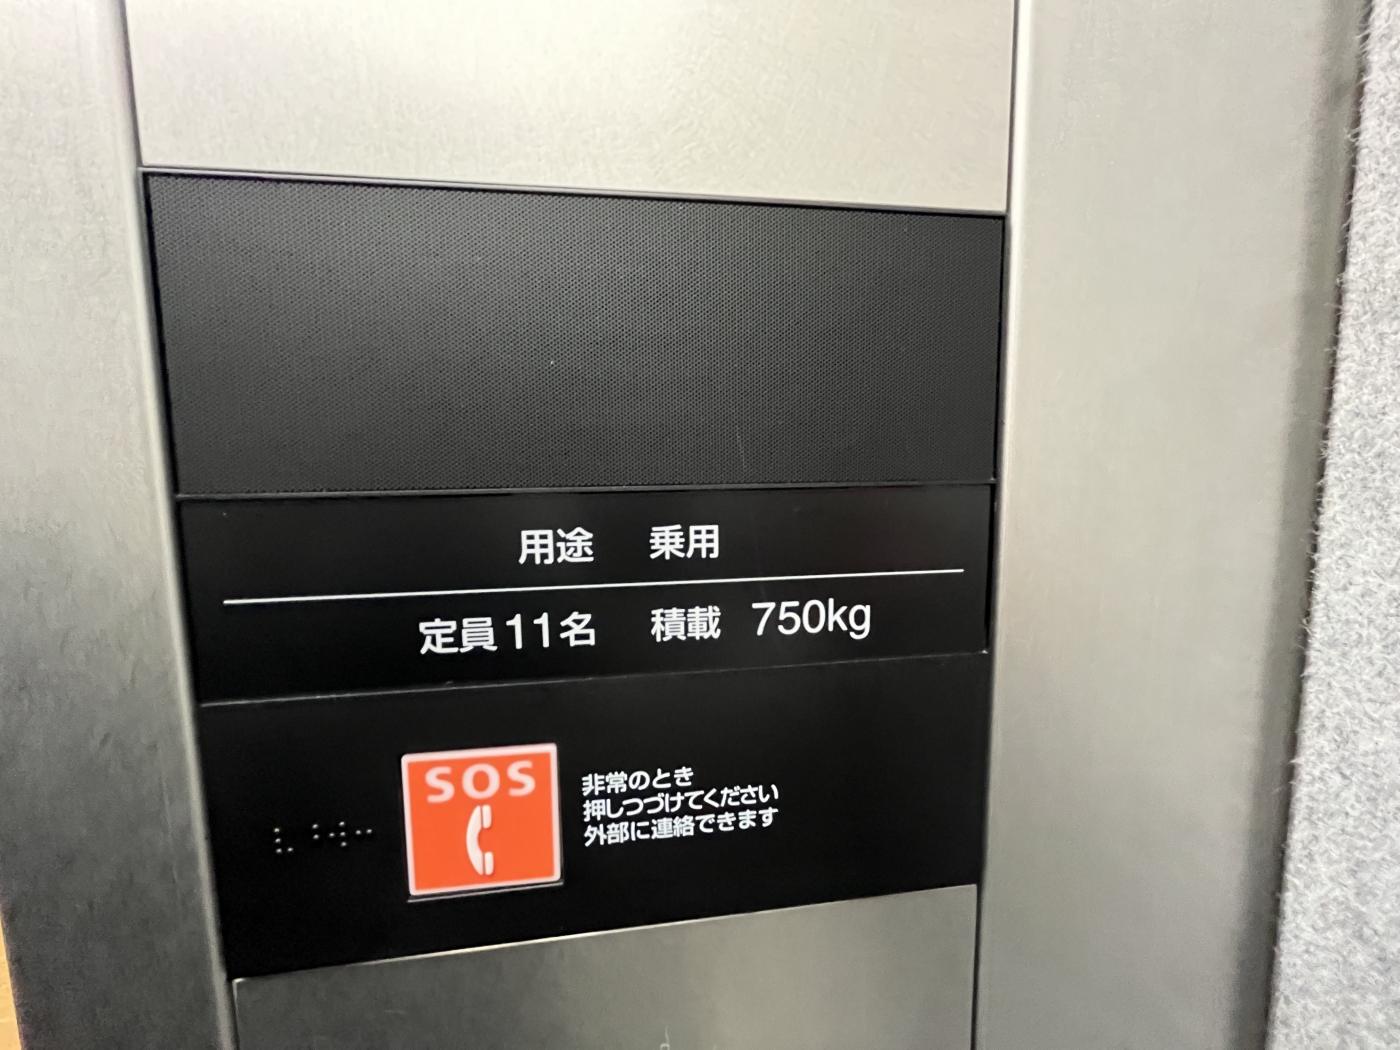 用途 乗用
定員11名 積載 750kg
SOS
非常のとき
押しつづけてください
外部に連絡できます